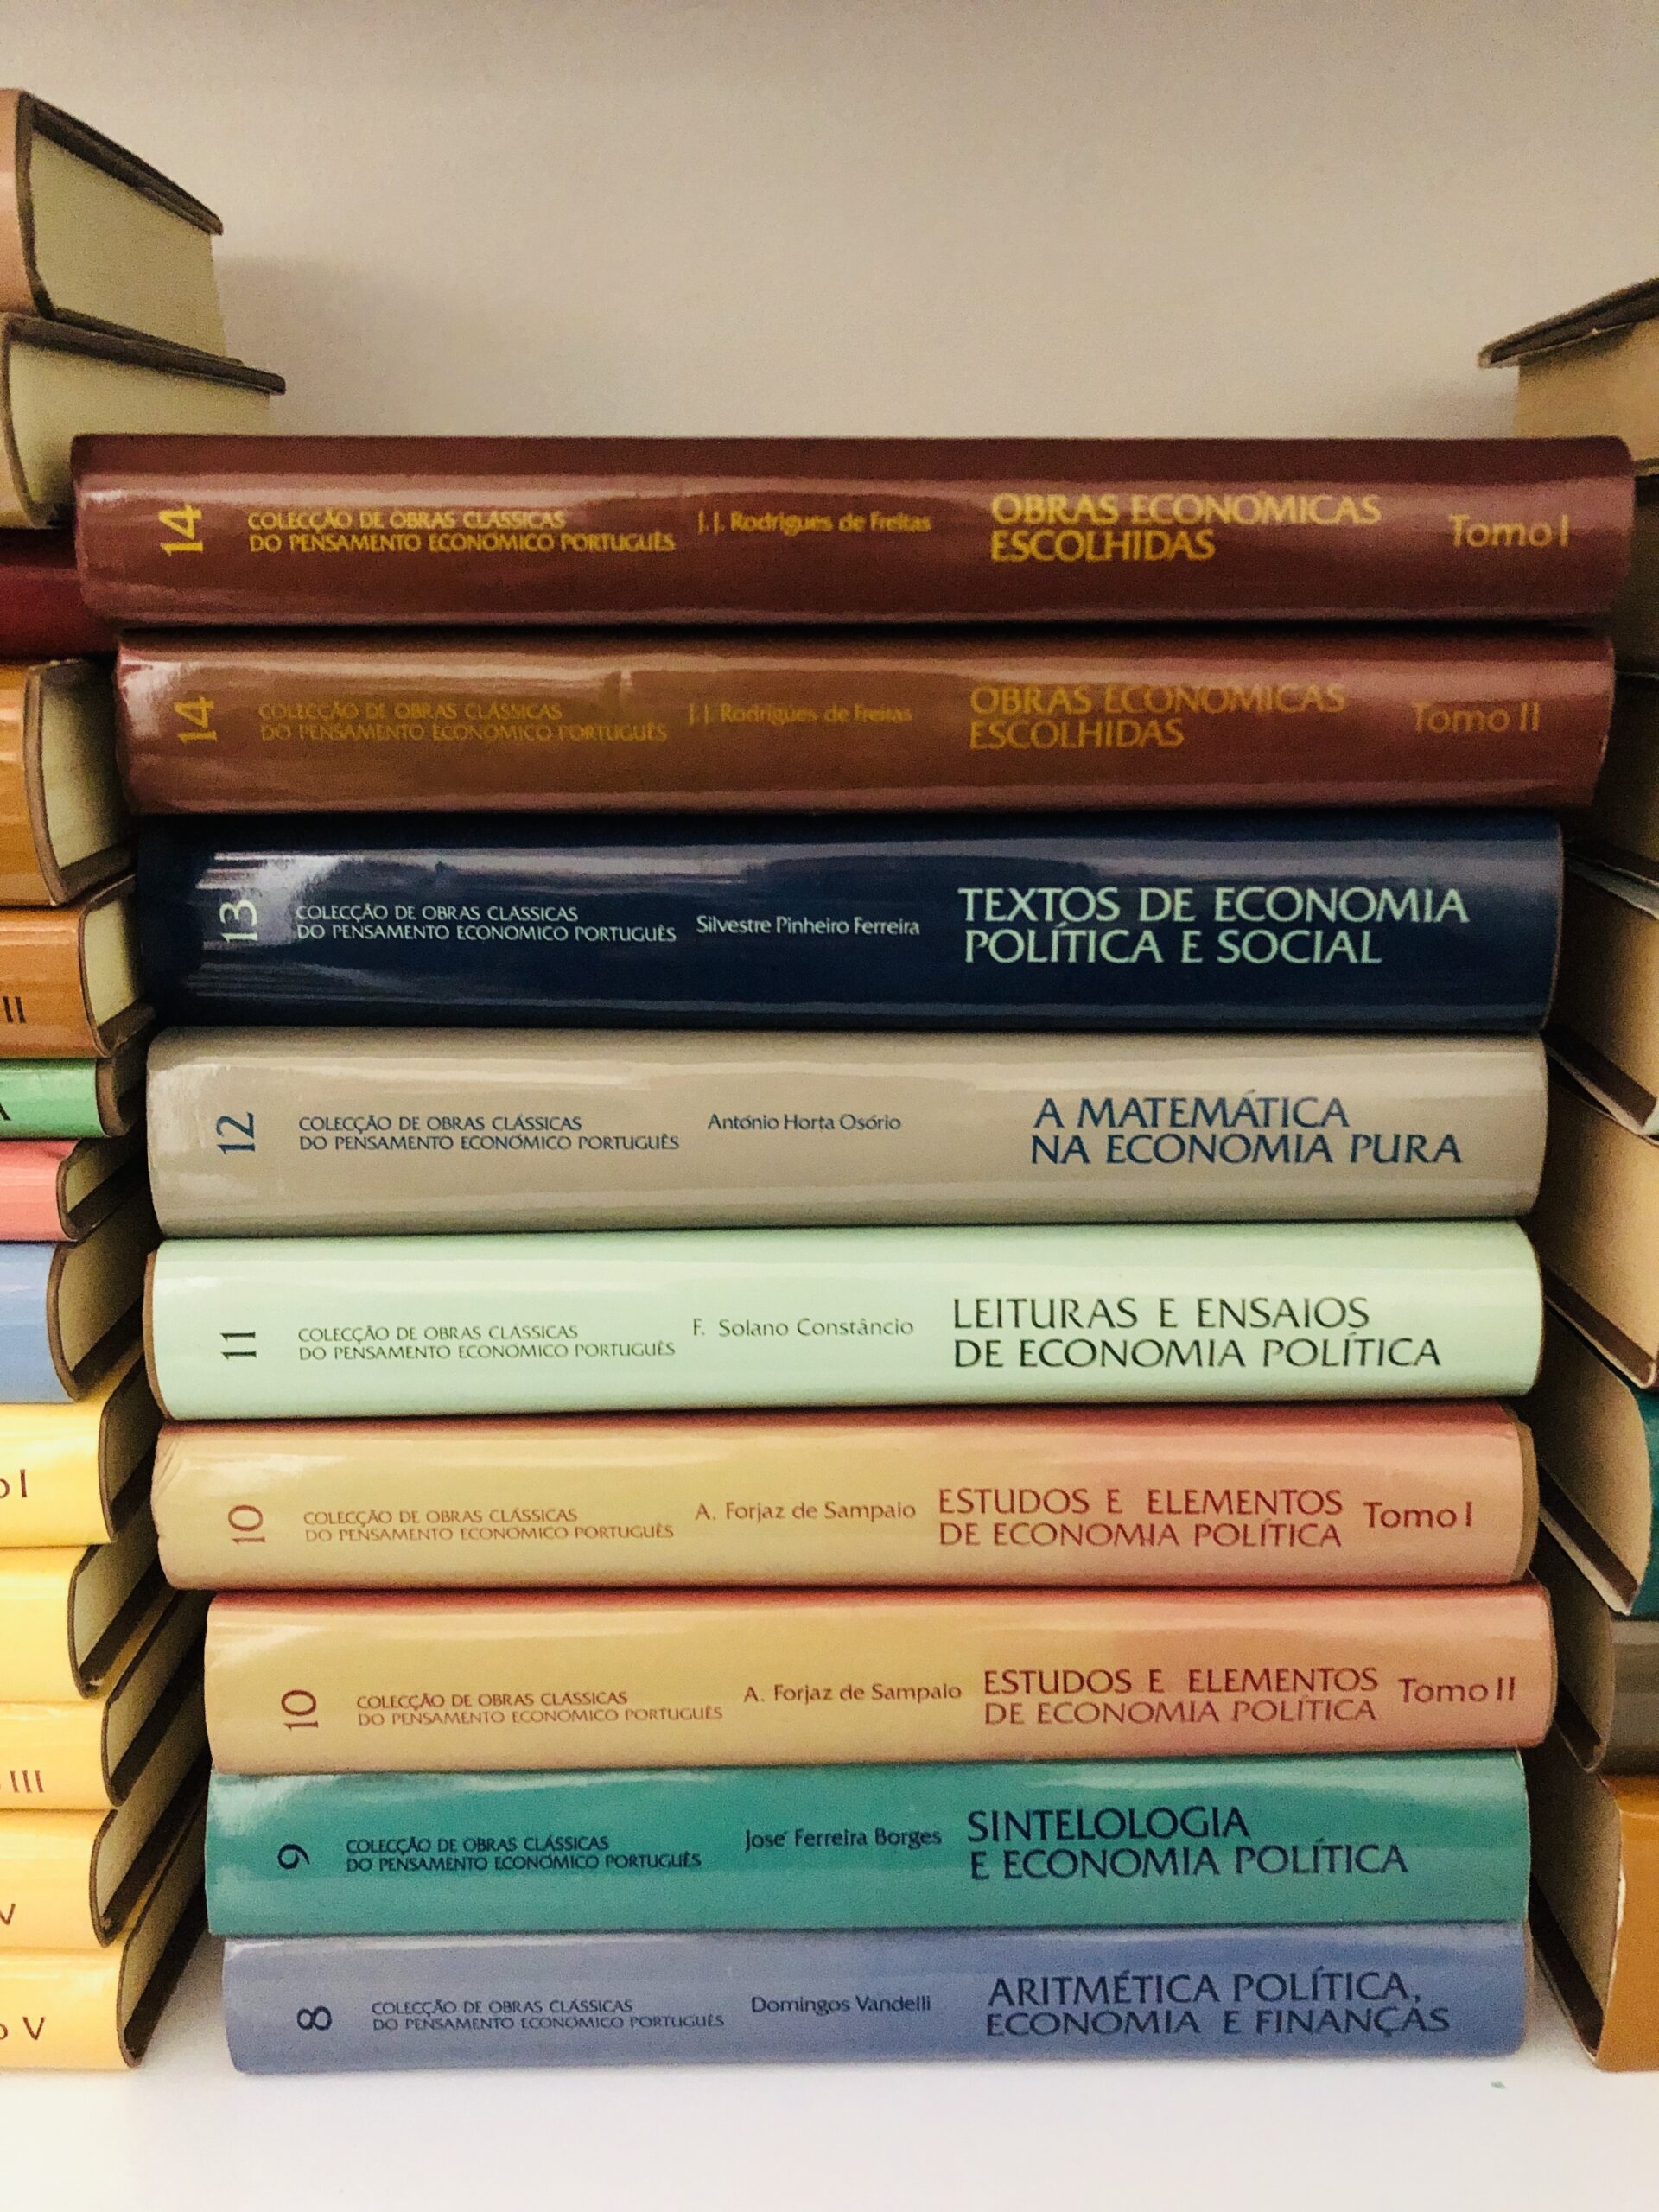 14
COLECÇÃO DE OBRAS CLÁSSICAS
DO PENSAMENTO ECONÓMICO PORTUGUÊS
J.J. Rodrigues de Freitas
OBRAS ECONÓMICAS
ESCOLHIDAS
Tomo I
14
COLECÇÃO DE OBRAS CLÁSSICAS
DO PENSAMENTO ECONÓMICO PORTUGUÊS
J.J. Rodrigues de Freitas
OBRAS ECONÓMICAS
ESCOLHIDAS
Tomo II
13
COLECÇÃO DE OBRAS CLÁSSICAS
DO PENSAMENTO ECONÓMICO PORTUGUÊS
Silvestre Pinheiro Ferreira
TEXTOS DE ECONOMIA
POLÍTICA E SOCIAL
12
COLECÇÃO DE OBRAS CLÁSSICAS
DO PENSAMENTO ECONÓMICO PORTUGUÊS
António Horta Osório
A MATEMÁTICA
NA ECONOMIA PURA
11
COLECÇÃO DE OBRAS CLÁSSICAS
DO PENSAMENTO ECONÓMICO PORTUGUÊS
F. Solano Constâncio
LEITURAS E ENSAIOS
DE ECONOMIA POLÍTICA
10
COLECÇÃO DE OBRAS CLÁSSICAS
DO PENSAMENTO ECONÓMICO PORTUGUÊS
A. Forjaz de Sampaio
ESTUDOS E ELEMENTOS
DE ECONOMIA POLÍTICA
Tomo I
10
COLECÇÃO DE OBRAS CLÁSSICAS
DO PENSAMENTO ECONÓMICO PORTUGUÊS
A. Forjaz de Sampaio
ESTUDOS E ELEMENTOS
DE ECONOMIA POLÍTICA
Tomo II
9
COLECÇÃO DE OBRAS CLÁSSICAS
DO PENSAMENTO ECONÓMICO PORTUGUÊS
José Ferreira Borges
SINTELOLOGIA
E ECONOMIA POLÍTICA
8
COLECÇÃO DE OBRAS CLÁSSICAS
DO PENSAMENTO ECONÓMICO PORTUGUÊS
Domingos Vandelli
ARITMÉTICA POLÍTICA,
ECONOMIA E FINANÇAS
II
A
o I
III
V
o V